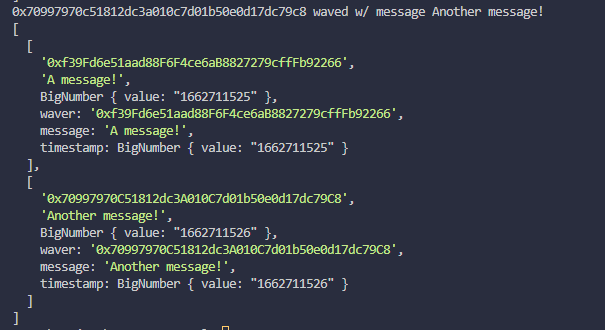 0x70997970c51812dc3a010c7d01b50e0d17dc79c8 waved w/ message Another message!
[
  [
    '0xf39Fd6e51aad88F6F4ce6aB8827279cffFb92266',
    'A message!',
    BigNumber { value: "1662711525" },
    waver: '0xf39Fd6e51aad88F6F4ce6aB8827279cffFb92266',
    message: 'A message!',
    timestamp: BigNumber { value: "1662711525" }
  ],
  [
    '0x70997970C51812dc3A010C7d01b50e0d17dc79C8',
    'Another message!',
    BigNumber { value: "1662711526" },
    waver: '0x70997970C51812dc3A010C7d01b50e0d17dc79C8',
    message: 'Another message!',
    timestamp: BigNumber { value: "1662711526" }
  ]
]